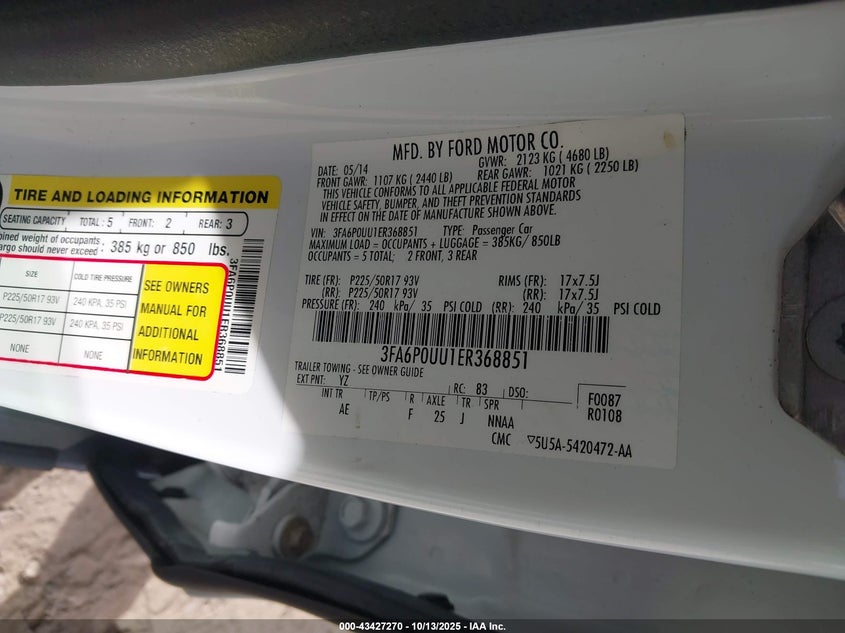 TIRE AND LOADING INFORMATION
SEATING CAPACITY TOTAL: 5 FRONT: 2 REAR: 3
weight of occupants
should never exceed: 385 kg or 850 lbs.
SIZE COLD TIRE PRESSURE
P225/50R17 93V 240 KPA, 35 PSI
P225/50R17 93V 240 KPA, 35 PSI
NONE NONE
SEE OWNERS
MANUAL FOR
ADDITIONAL
INFORMATION
3FA6P0UU1ER368851
MFD. BY FORD MOTOR CO.
DATE: 05/14 GVWR: 2123 KG ( 4680 LB)
FRONT GAWR: 1107 KG ( 2440 LB) REAR GAWR: 1021 KG ( 2250 LB)
THIS VEHICLE CONFORMS TO ALL APPLICABLE FEDERAL MOTOR
VEHICLE SAFETY, BUMPER, AND THEFT PREVENTION STANDARDS
IN EFFECT ON THE DATE OF MANUFACTURE SHOWN ABOVE.
VIN: 3FA6P0UU1ER368851 TYPE: Passenger Car
MAXIMUM LOAD = OCCUPANTS + LUGGAGE = 385KG/ 850LB
OCCUPANTS = 5 TOTAL; 2 FRONT, 3 REAR
TIRE (FR): P225/50R17 93V RIMS (FR): 17x7.5J
(RR): P225/50R17 93V (RR): 17x7.5J
PRESSURE (FR): 240 kPa/ 35 PSI COLD (RR): 240 kPa/ 35 PSI COLD
3FA6P0UU1ER368851
TRAILER TOWING - SEE OWNER GUIDE
EXT PNT: YZ RC: 83 DSO: F0087
INT TR TP/PS R AXLE TR SPR R0108
AE F 25 J NNAA
CMC ▽5U5A-5420472-AA
000-43427270 - 10/13/2025 - IAA Inc.